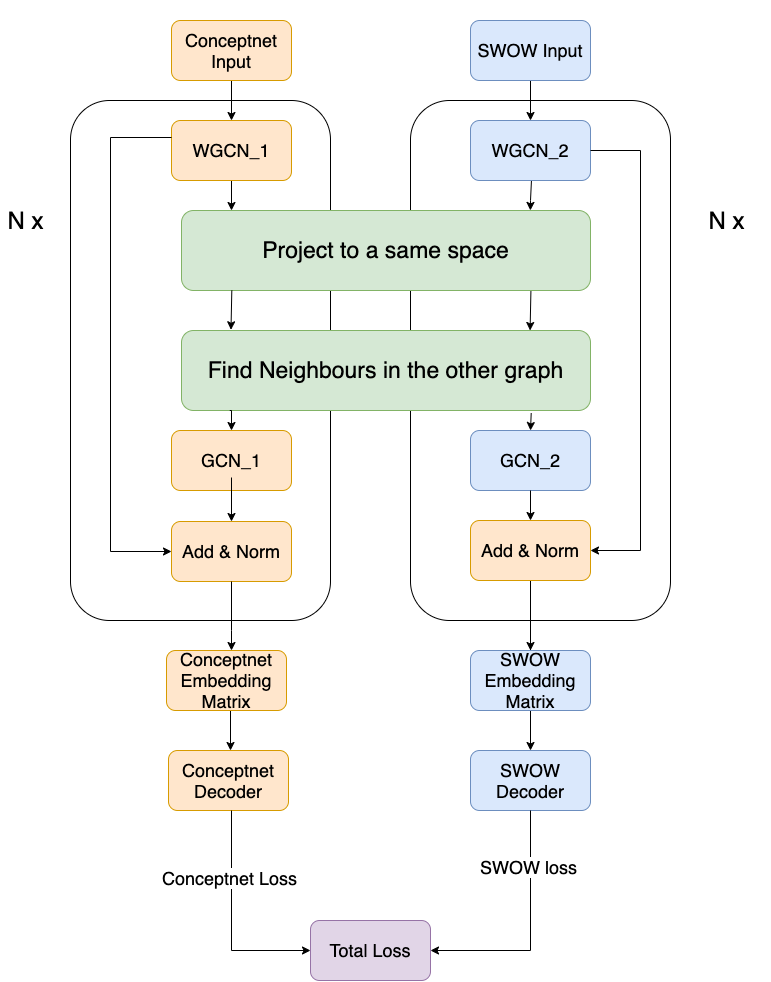 Conceptnet
Input
SWOW Input
WGCN_1
WGCN_2
N x
N x
Project to a same space
Find Neighbours in the other graph
GCN_1
GCN_2
Add & Norm
Add & Norm
Conceptnet
Embedding
Matrix
SWOW
Embedding
Matrix
Conceptnet
Decoder
SWOW
Decoder
Conceptnet Loss
SWOW loss
Total Loss